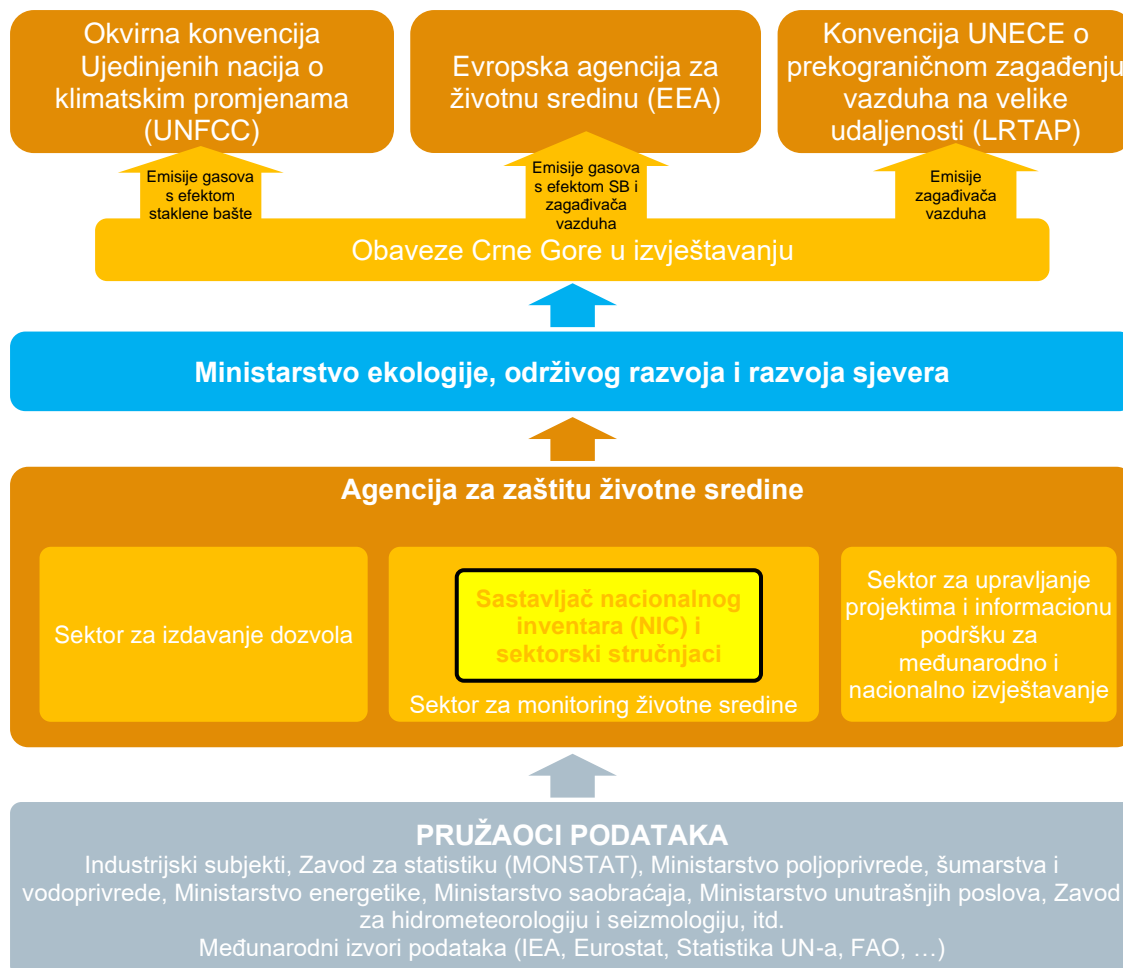 Okvirna konvencija
Ujedinjenih nacija o
klimatskim promjenama
(UNFCC)
Evropska agencija za
životnu sredinu (EEA)
Konvencija UNECE o
prekograničnom zagađenju
vazduha na velike
udaljenosti (LRTAP)
Emisije gasova
s efektom
staklene bašte
Emisije gasova
s efektom SB i
zagađivača
vazduha
Emisije
zagađivača
vazduha
Obaveze Crne Gore u izvještavanju
Ministarstvo ekologije, održivog razvoja i razvoja sjevera
Agencija za zaštitu životne sredine
Sektor za izdavanje dozvola
Sastavljač nacionalnog
inventara (NIC) i
sektorski stručnjaci
Sektor za monitoring životne sredine
Sektor za upravljanje
projektima i informacionu
podršku za
međunarodno i
nacionalno izvještavanje
PRUŽAOCI PODATAKA
Industrijski subjekti, Zavod za statistiku (MONSTAT), Ministarstvo poljoprivrede, šumarstva i
vodoprivrede, Ministarstvo energetike, Ministarstvo saobraćaja, Ministarstvo unutrašnjih poslova, Zavod
za hidrometeorologiju i seizmologiju, itd.
Međunarodni izvori podataka (IEA, Eurostat, Statistika UN-a, FAO, …)